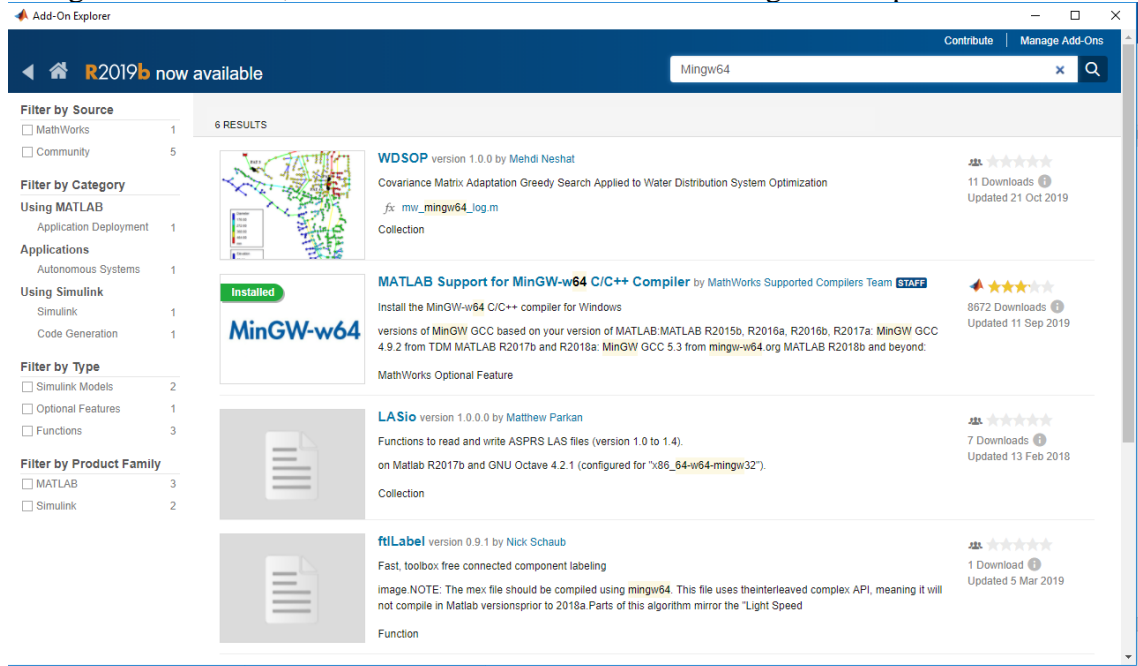 Add-On Explorer
Contribute
Manage Add-Ons
R2019b now available
Mingw64
Filter by Source
MathWorks 1
Community 5
Filter by Category
Using MATLAB
Application Deployment 1
Applications
Autonomous Systems 1
Using Simulink
Simulink 1
Code Generation 1
Filter by Type
Simulink Models 2
Optional Features 1
Functions 3
Filter by Product Family
MATLAB 3
Simulink 2
6 RESULTS
WDSOP version 1.0.0 by Mehdi Neshat
Covariance Matrix Adaptation Greedy Search Applied to Water Distribution System Optimization
fx mw_mingw64_log.m
Collection
11 Downloads
Updated 21 Oct 2019
Installed
MinGW-w64
MATLAB Support for MinGW-w64 C/C++ Compiler by MathWorks Supported Compilers Team STAFF
Install the MinGW-w64 C/C++ compiler for Windows
versions of MinGW GCC based on your version of MATLAB:MATLAB R2015b, R2016a, R2016b, R2017a: MinGW GCC
4.9.2 from TDM MATLAB R2017b and R2018a: MinGW GCC 5.3 from mingw-w64.org MATLAB R2018b and beyond:
MathWorks Optional Feature
8672 Downloads
Updated 11 Sep 2019
LASio version 1.0.0.0 by Matthew Parkan
Functions to read and write ASPRS LAS files (version 1.0 to 1.4).
on Matlab R2017b and GNU Octave 4.2.1 (configured for "x86_64-w64-mingw32").
Collection
7 Downloads
Updated 13 Feb 2018
ftlLabel version 0.9.1 by Nick Schaub
Fast, toolbox free connected component labeling
image.NOTE: The mex file should be compiled using mingw64. This file uses theinterleaved complex API, meaning it will
not compile in Matlab versionsprior to 2018a.Parts of this algorithm mirror the "Light Speed
Function
1 Download
Updated 5 Mar 2019